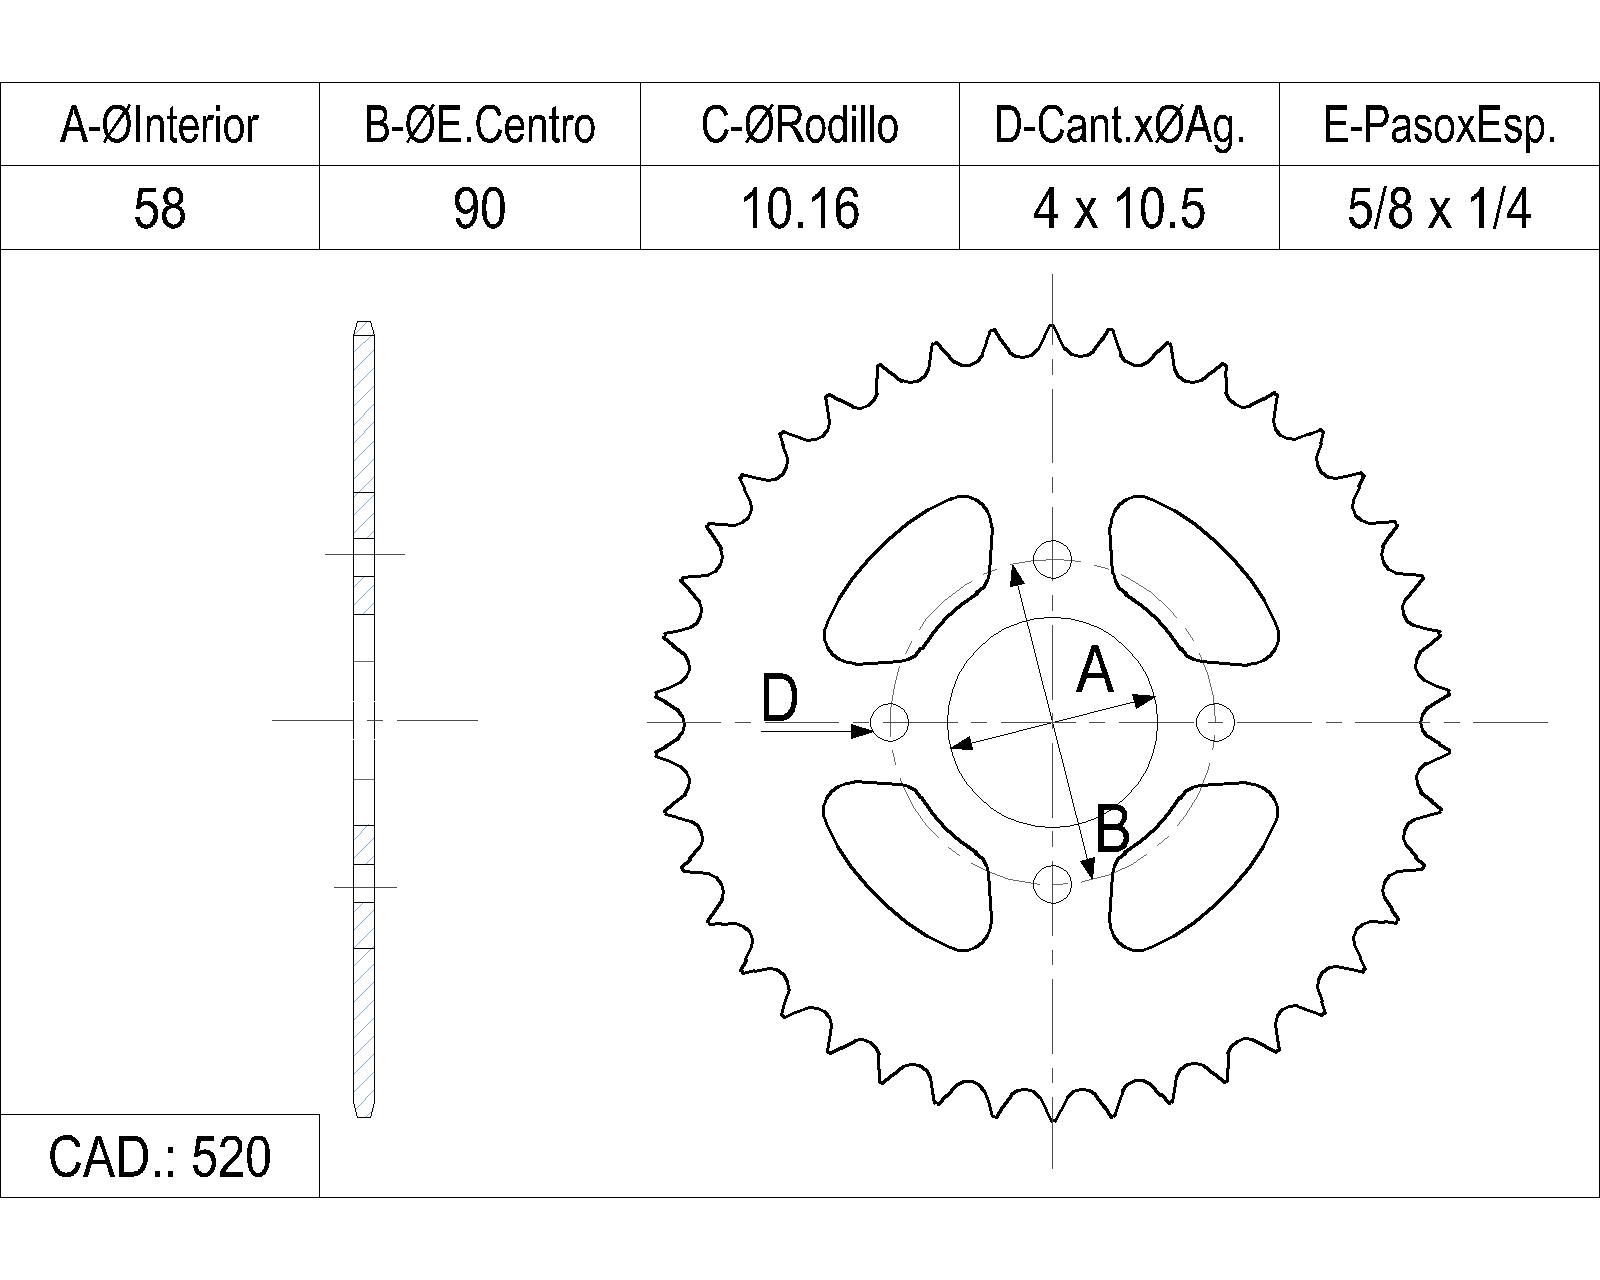 A-ØInterior B-ØE.Centro C-ØRodillo D-Cant.xØAg. E-PasoxEsp.
58 90 10.16 4 x 10.5 5/8 x 1/4
A
D
B
CAD.: 520